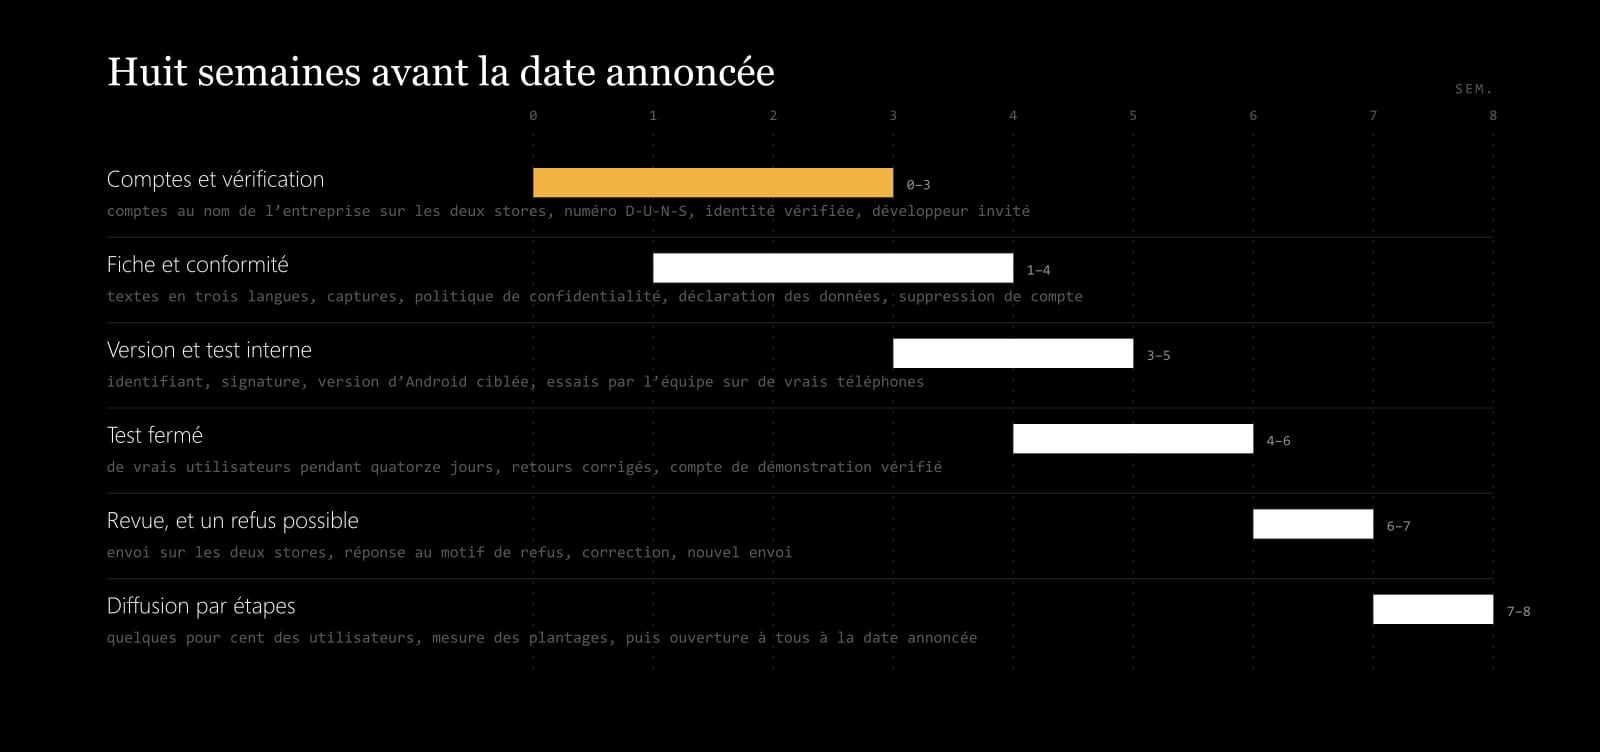 Huit semaines avant la date annoncée
SEM.
0 1 2 3 4 5 6 7 8
Comptes et vérification
0–3
comptes au nom de l’entreprise sur les deux stores, numéro D-U-N-S, identité vérifiée, développeur invité
Fiche et conformité
1–4
textes en trois langues, captures, politique de confidentialité, déclaration des données, suppression de compte
Version et test interne
3–5
identifiant, signature, version d’Android ciblée, essais par l’équipe sur de vrais téléphones
Test fermé
4–6
de vrais utilisateurs pendant quatorze jours, retours corrigés, compte de démonstration vérifié
Revue, et un refus possible
6–7
envoi sur les deux stores, réponse au motif de refus, correction, nouvel envoi
Diffusion par étapes
7–8
quelques pour cent des utilisateurs, mesure des plantages, puis ouverture à tous à la date annoncée